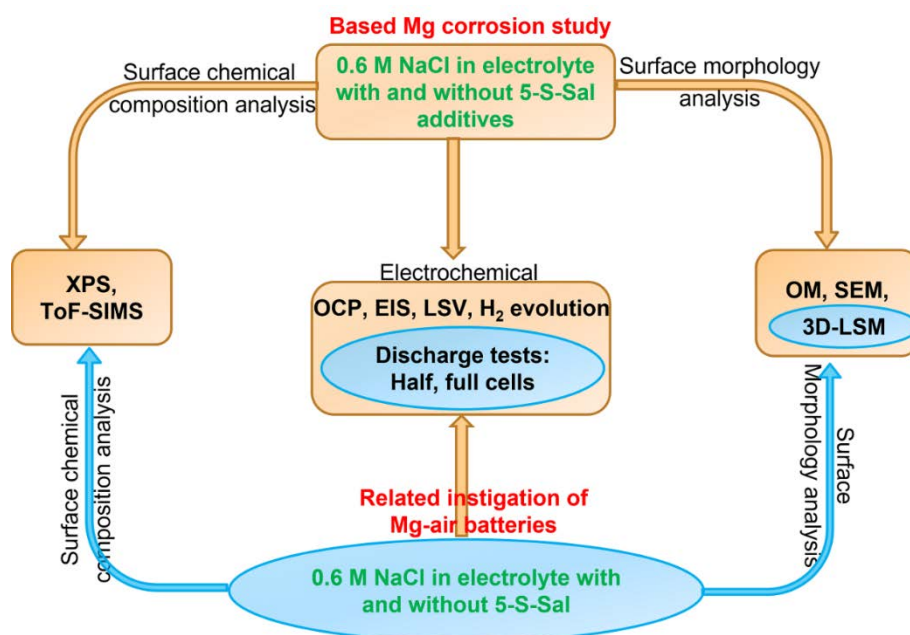 Based Mg corrosion study
0.6 M NaCl in electrolyte
with and without 5-S-Sal
additives
Surface chemical
composition analysis
Surface morphology
analysis
XPS,
ToF-SIMS
Electrochemical
OCP, EIS, LSV, H₂ evolution
Discharge tests:
Half, full cells
OM, SEM,
3D-LSM
Surface chemical
composition analysis
Surface
Morphology analysis
Related instigation of
Mg-air batteries
0.6 M NaCl in electrolyte with
and without 5-S-Sal